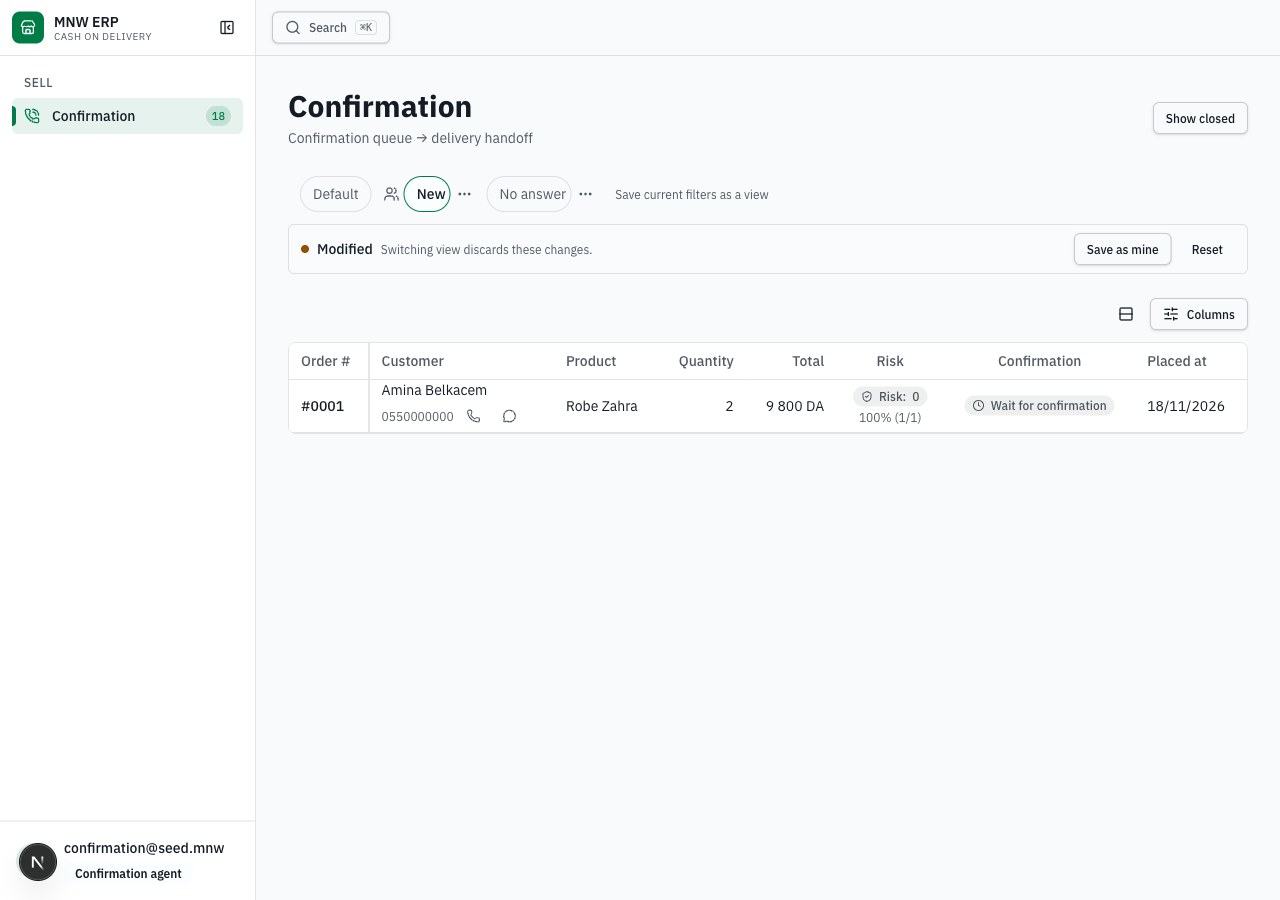 MNW ERP
CASH ON DELIVERY
Search ⌘K
SELL
Confirmation 18
Confirmation
Confirmation queue → delivery handoff
Show closed
Default New ··· No answer ··· Save current filters as a view
Modified Switching view discards these changes. Save as mine Reset
Columns
Order # Customer Product Quantity Total Risk Confirmation Placed at
#0001 Amina Belkacem 0550000000 Robe Zahra 2 9 800 DA Risk: 0 100% (1/1) Wait for confirmation 18/11/2026
N
confirmation@seed.mnw
Confirmation agent